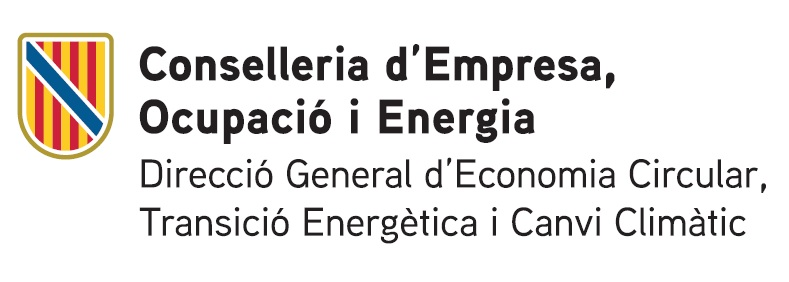 Conselleria d'Empresa,
Ocupació i Energia
Direcció General d'Economia Circular,
Transició Energètica i Canvi Climàtic